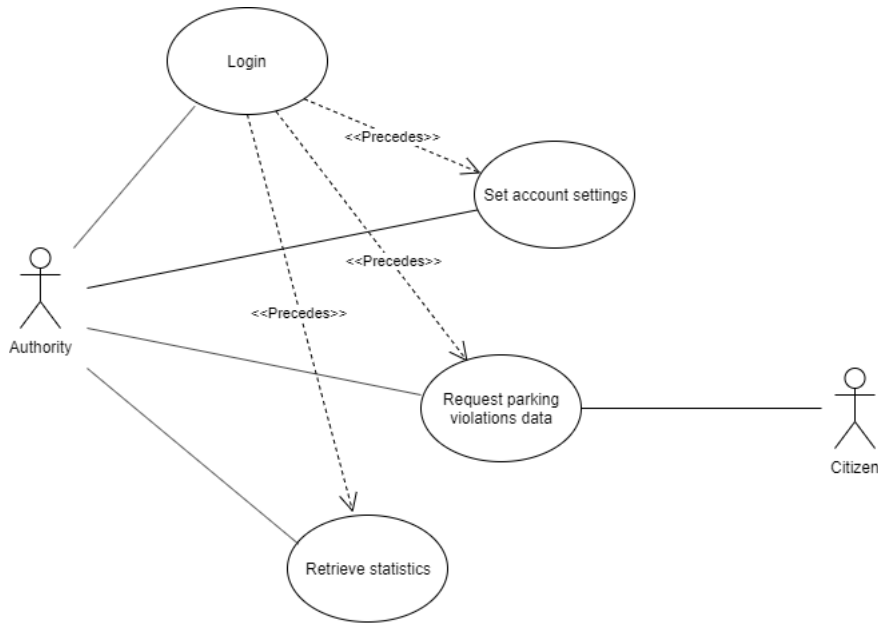 Login
<<Precedes>>
Set account settings
<<Precedes>>
<<Precedes>>
Authority
Request parking
violations data
Citizen
Retrieve statistics